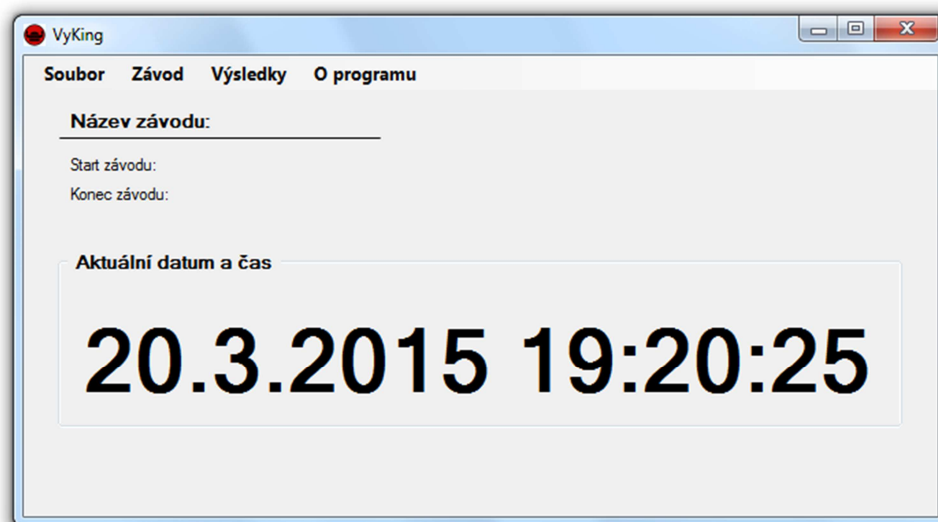 VyKing
Soubor Závod Výsledky O programu
Název závodu:
Start závodu:
Konec závodu:
Aktuální datum a čas
20.3.2015 19:20:25